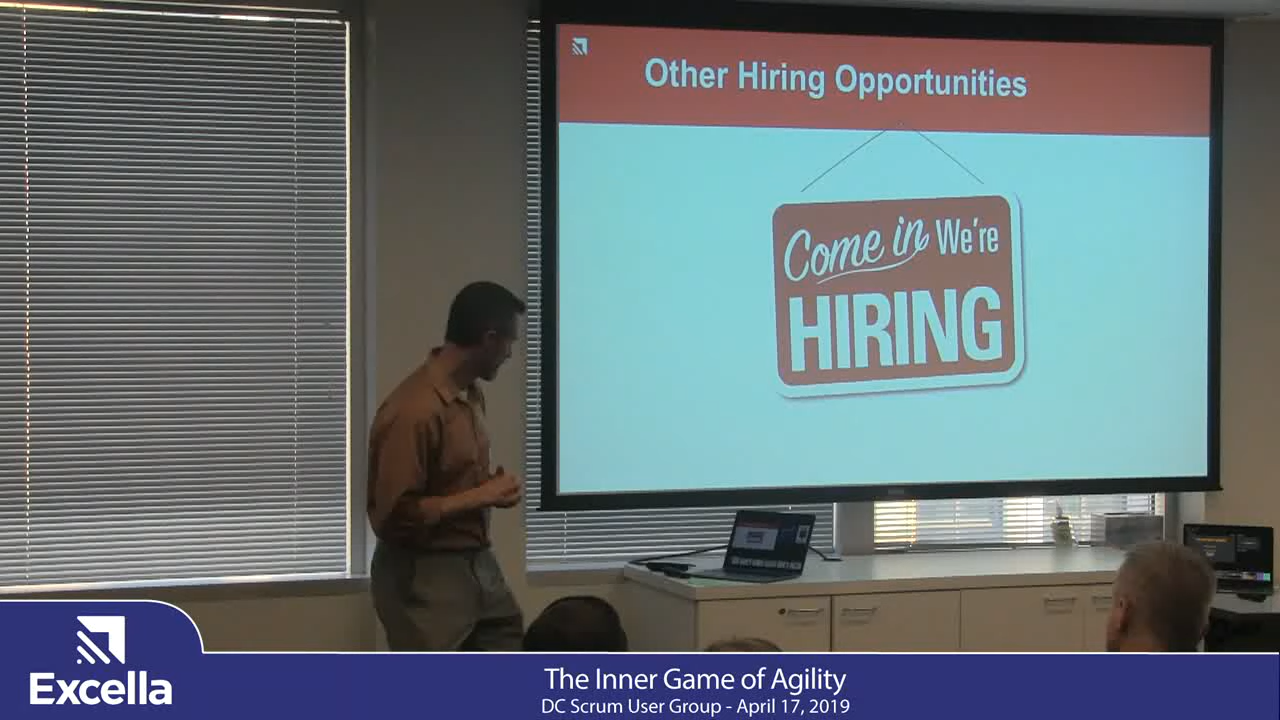 Other Hiring Opportunities
Come in We're
HIRING
Excella
The Inner Game of Agility
DC Scrum User Group - April 17, 2019